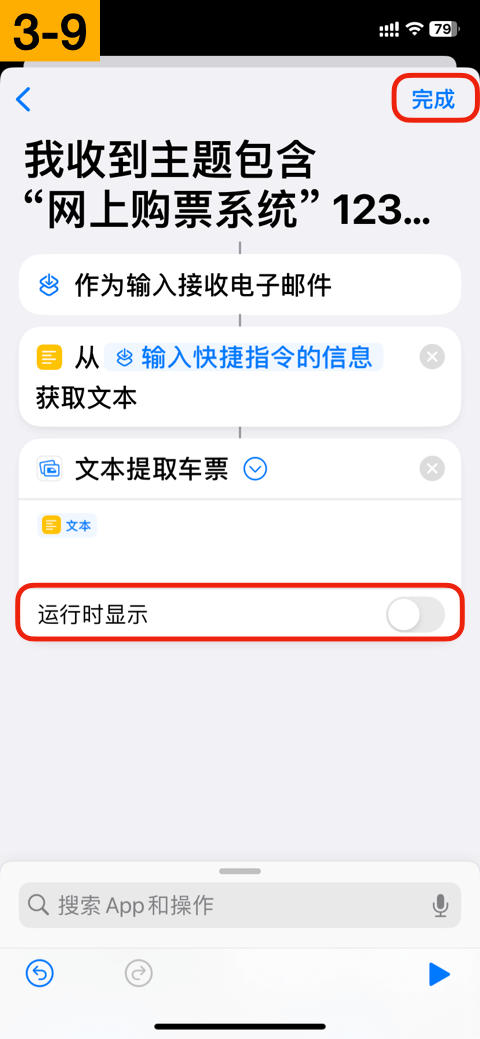 3-9
79
完成
我收到主题包含
“网上购票系统” 123...
作为输入接收电子邮件
从 输入快捷指令的信息
获取文本
文本提取车票
文本
运行时显示
搜索 App 和操作